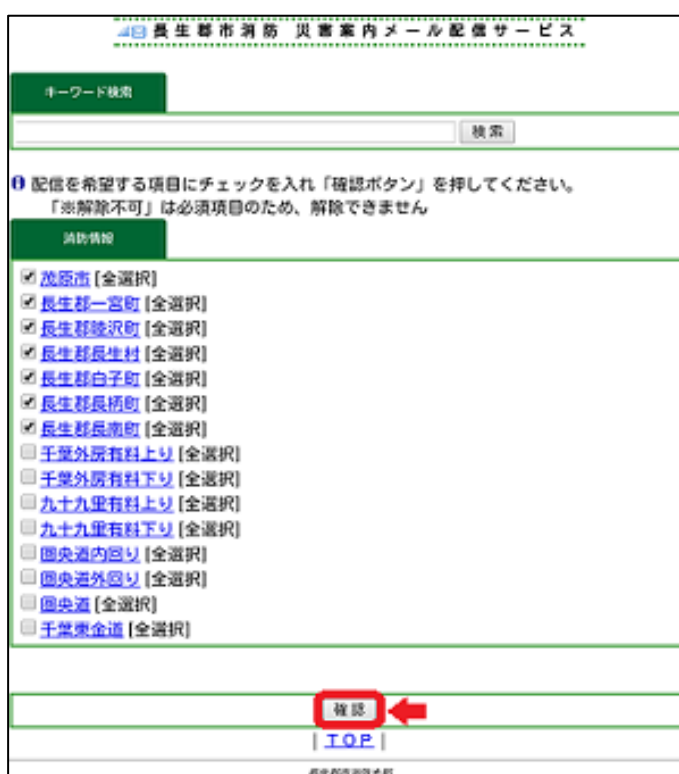 長生郡市消防 災害案内メール配信サービス
キーワード検索
検索
配信を希望する項目にチェックを入れ「確認ボタン」を押してください。
「※解除不可」は必須項目のため、解除できません
消防情報
茂原市 [全選択]
長生郡一宮町 [全選択]
長生郡睦沢町 [全選択]
長生郡長生村 [全選択]
長生郡白子町 [全選択]
長生郡長柄町 [全選択]
長生郡長南町 [全選択]
千葉外房有料上り [全選択]
千葉外房有料下り [全選択]
九十九里有料上り [全選択]
九十九里有料下り [全選択]
圏央道内回り [全選択]
圏央道外回り [全選択]
圏央道 [全選択]
千葉東金道 [全選択]
確認
| TOP |